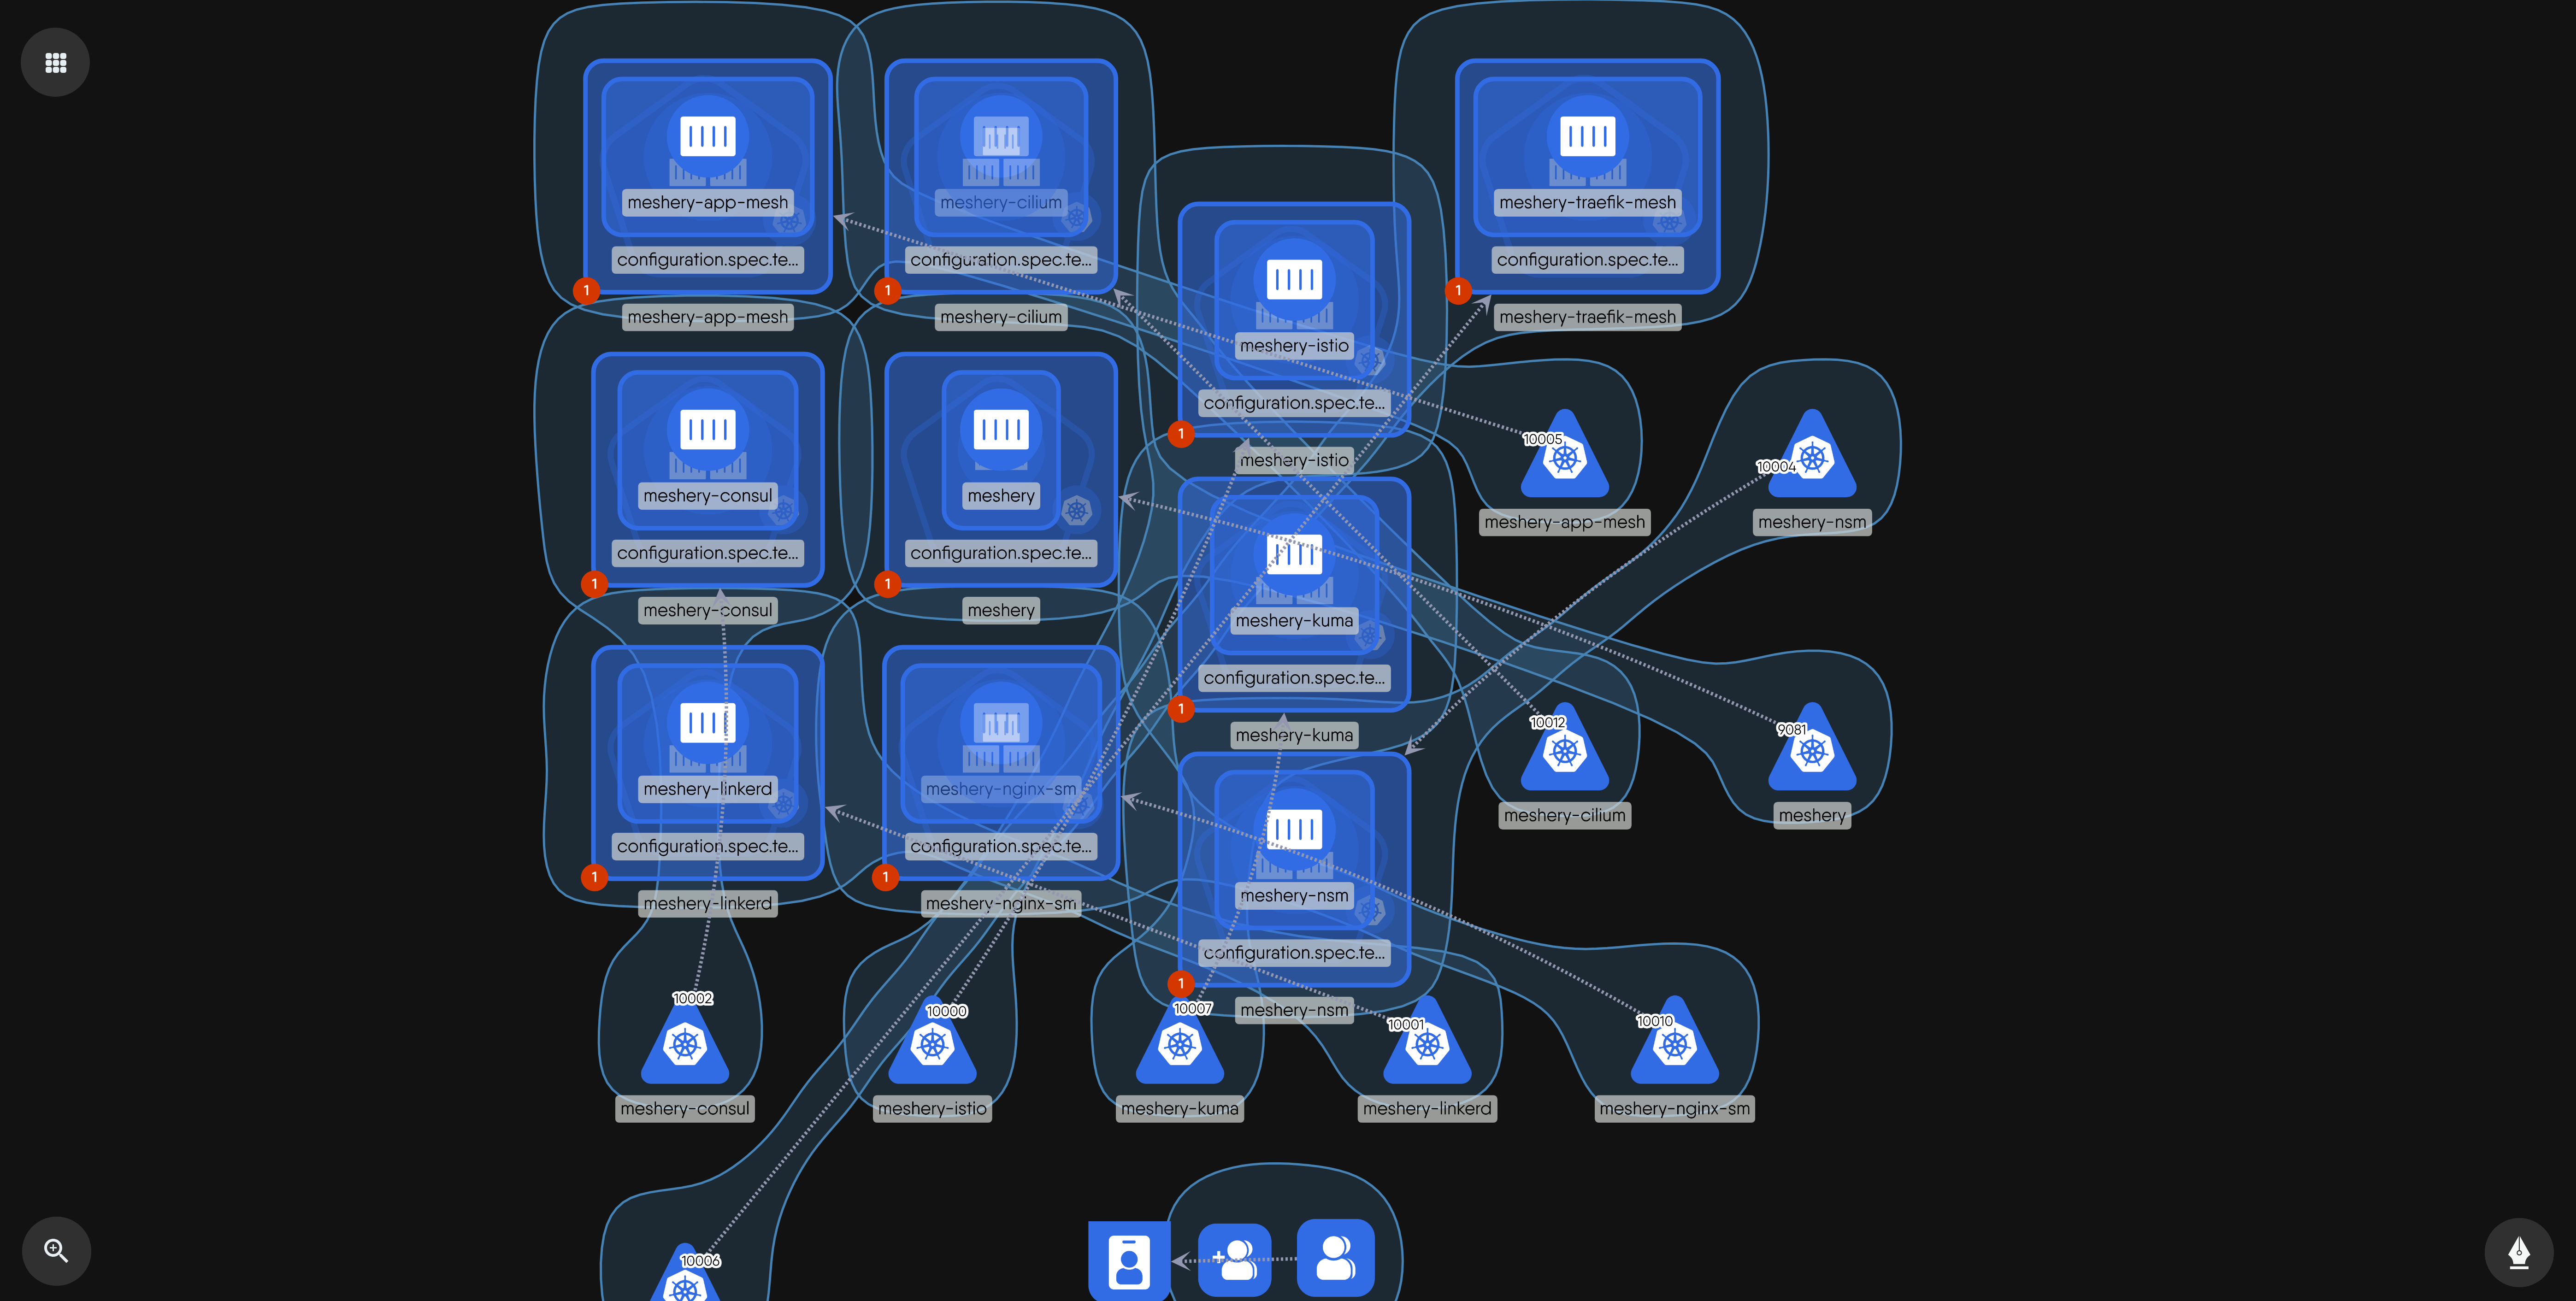 meshery-app-mesh
configuration.spec.te...
1
meshery-app-mesh
meshery-cilium
configuration.spec.te...
1
meshery-cilium
meshery-istio
configuration.spec.te...
1
meshery-istio
meshery-traefik-mesh
configuration.spec.te...
1
meshery-traefik-mesh
meshery-consul
configuration.spec.te...
1
meshery-consul
meshery
configuration.spec.te...
1
meshery
meshery-kuma
configuration.spec.te...
1
meshery-kuma
10005
meshery-app-mesh
10004
meshery-nsm
meshery-linkerd
configuration.spec.te...
1
meshery-linkerd
meshery-nginx-sm
configuration.spec.te...
1
meshery-nginx-sm
meshery-nsm
configuration.spec.te...
1
meshery-nsm
10012
meshery-cilium
9081
meshery
10002
meshery-consul
10000
meshery-istio
10007
meshery-kuma
10001
meshery-linkerd
10010
meshery-nginx-sm
10006